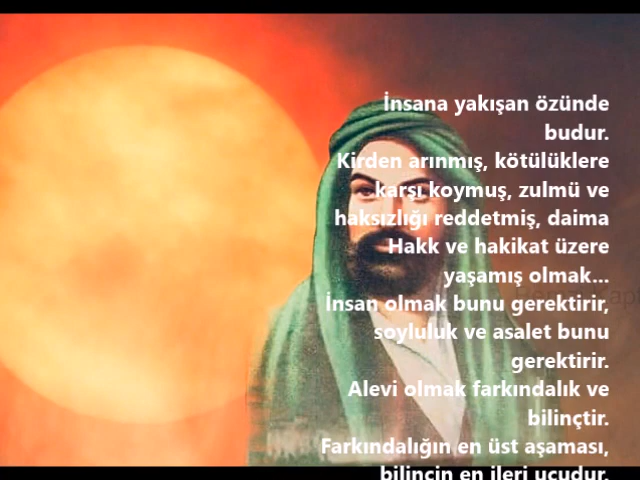 İnsana yakışan özünde
budur.
Kirden arınmış, kötülüklere
karşı koymuş, zulmü ve
haksızlığı reddetmiş, daima
Hakk ve hakikat üzere
yaşamış olmak...
İnsan olmak bunu gerektirir,
soyluluk ve asalet bunu
gerektirir.
Alevi olmak farkındalık ve
bilinçtir.
Farkındalığın en üst aşaması,
bilincin en ileri ucudur.